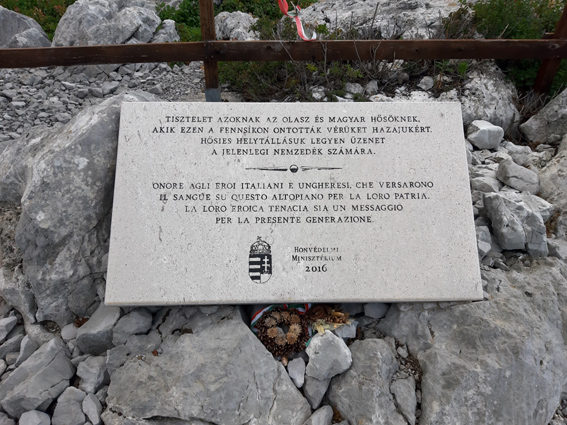 TISZTELET AZOKNAK AZ OLASZ ÉS MAGYAR HŐSÖKNEK,
AKIK EZEN A FENNSÍKON ONTOTTÁK VÉRÜKET HAZAJUKÉRT.
HŐSIES HELYTÁLLÁSUK LEGYEN ÜZENET
A JELENLEGI NEMZEDÉK SZÁMÁRA.
ONORE AGLI EROI ITALIANI E UNGHERESI, CHE VERSARONO
IL SANGUE SU QUESTO ALTOPIANO PER LA LORO PATRIA.
LA LORO EROICA TENACIA SIA UN MESSAGGIO
PER LA PRESENTE GENERAZIONE.
HONVÉDELMI
MINISZTÉRIUM
2016